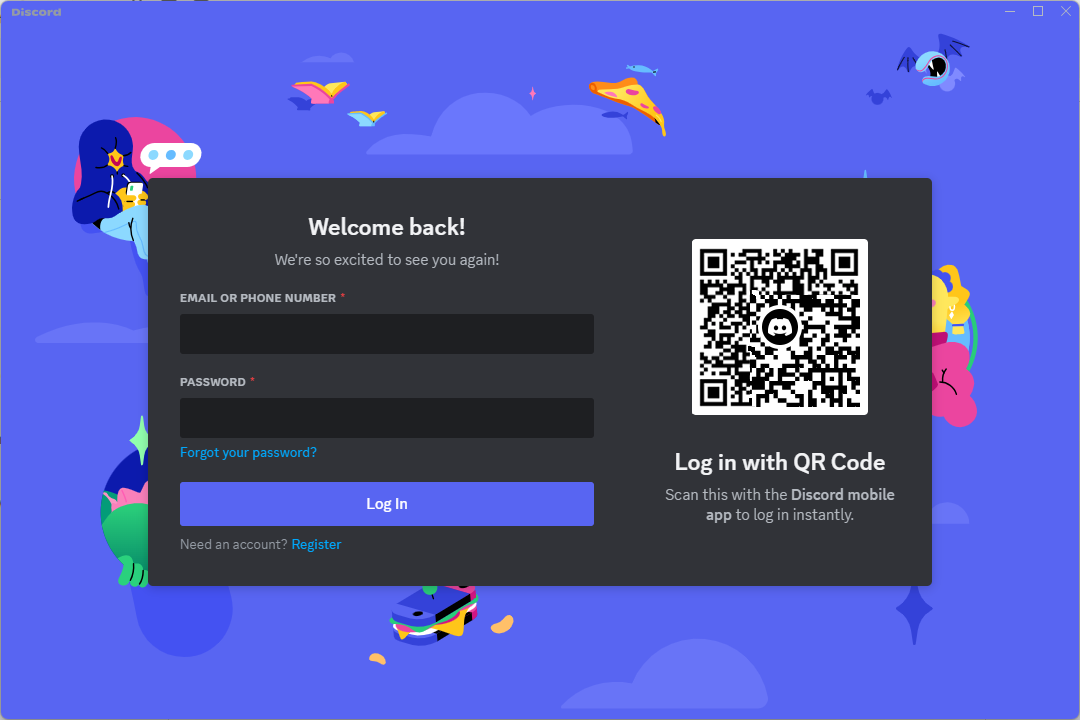 Discord
Welcome back!
We're so excited to see you again!
EMAIL OR PHONE NUMBER *
PASSWORD *
Forgot your password?
Log In
Need an account? Register
Log in with QR Code
Scan this with the Discord mobile
app to log in instantly.